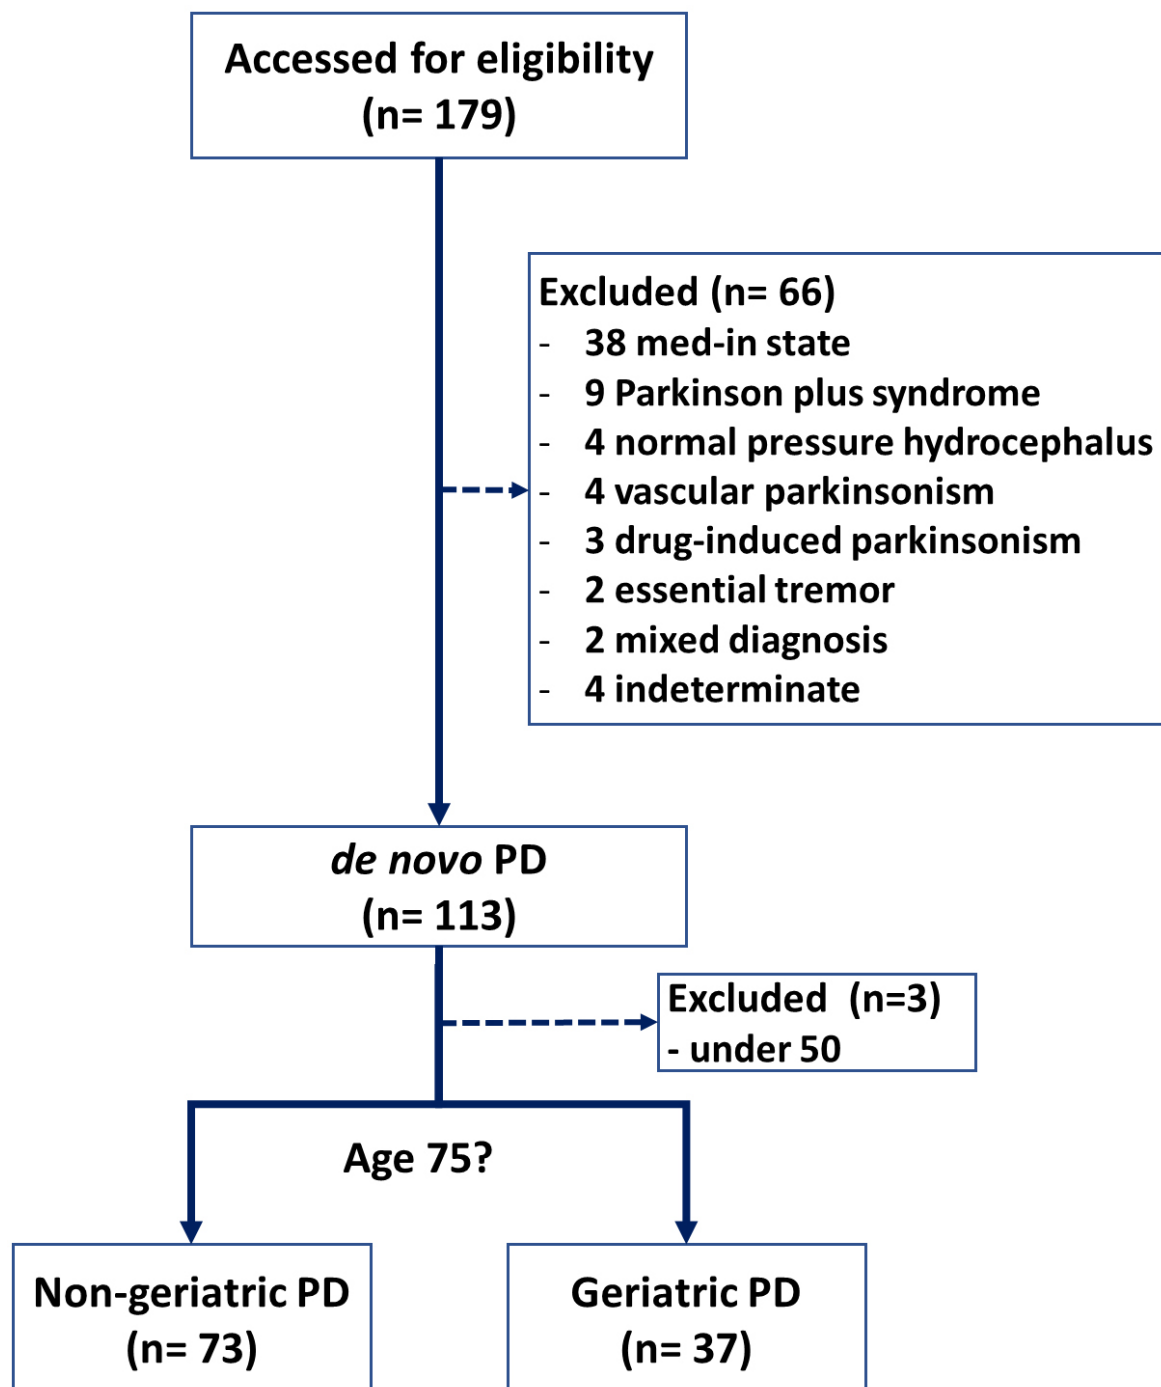 Accessed for eligibility
(n= 179)
Excluded (n= 66)
- 38 med-in state
- 9 Parkinson plus syndrome
- 4 normal pressure hydrocephalus
- 4 vascular parkinsonism
- 3 drug-induced parkinsonism
- 2 essential tremor
- 2 mixed diagnosis
- 4 indeterminate
de novo PD
(n= 113)
Excluded (n=3)
- under 50
Age 75?
Non-geriatric PD
(n= 73)
Geriatric PD
(n= 37)